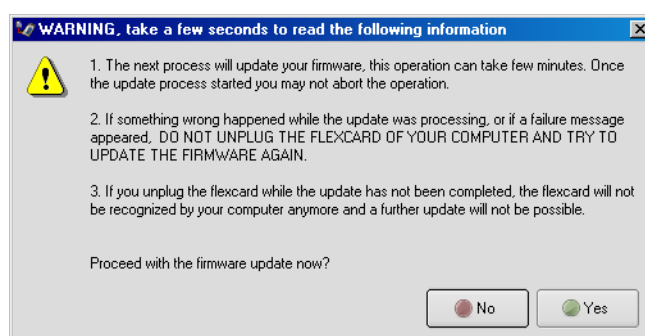 WARNING, take a few seconds to read the following information
1. The next process will update your firmware, this operation can take few minutes. Once
the update process started you may not abort the operation.
2. If something wrong happened while the update was processing, or if a failure message
appeared, DO NOT UNPLUG THE FLEXCARD OF YOUR COMPUTER AND TRY TO
UPDATE THE FIRMWARE AGAIN.
3. If you unplug the flexcard while the update has not been completed, the flexcard will not
be recognized by your computer anymore and a further update will not be possible.
Proceed with the firmware update now?
No Yes